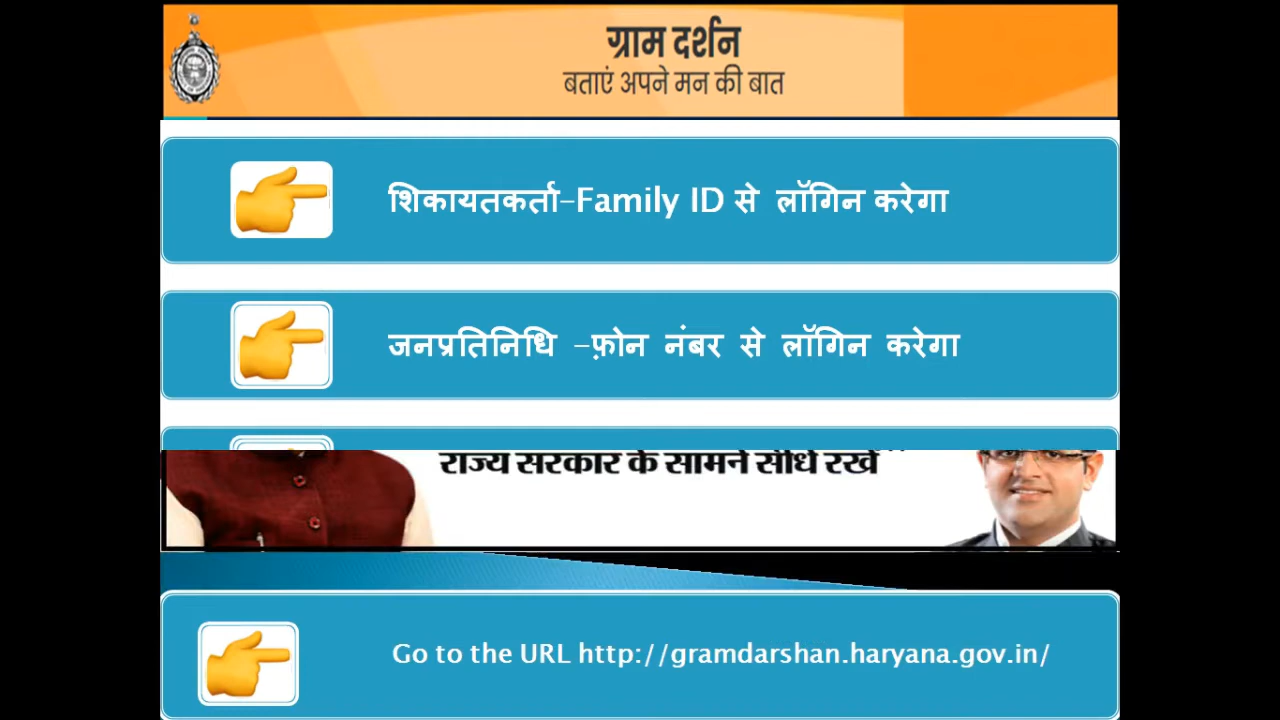 ग्राम दर्शन
बताएं अपने मन की बात
शिकायतकर्ता-Family ID से लॉगिन करेगा
जनप्रतिनिधि -फ़ोन नंबर से लॉगिन करेगा
राज्य सरकार के सामने सीधे रखें
Go to the URL http://gramdarshan.haryana.gov.in/